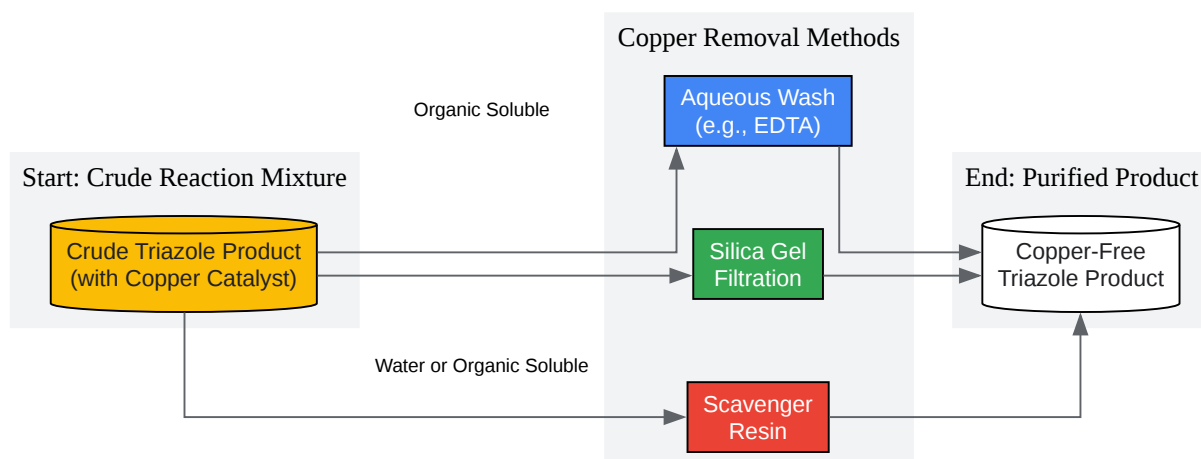 Copper Removal Methods
Organic Soluble
Aqueous Wash
(e.g., EDTA)
Start: Crude Reaction Mixture
End: Purified Product
Crude Triazole Product
(with Copper Catalyst)
Silica Gel
Filtration
Copper-Free
Triazole Product
Water or Organic Soluble
Scavenger
Resin